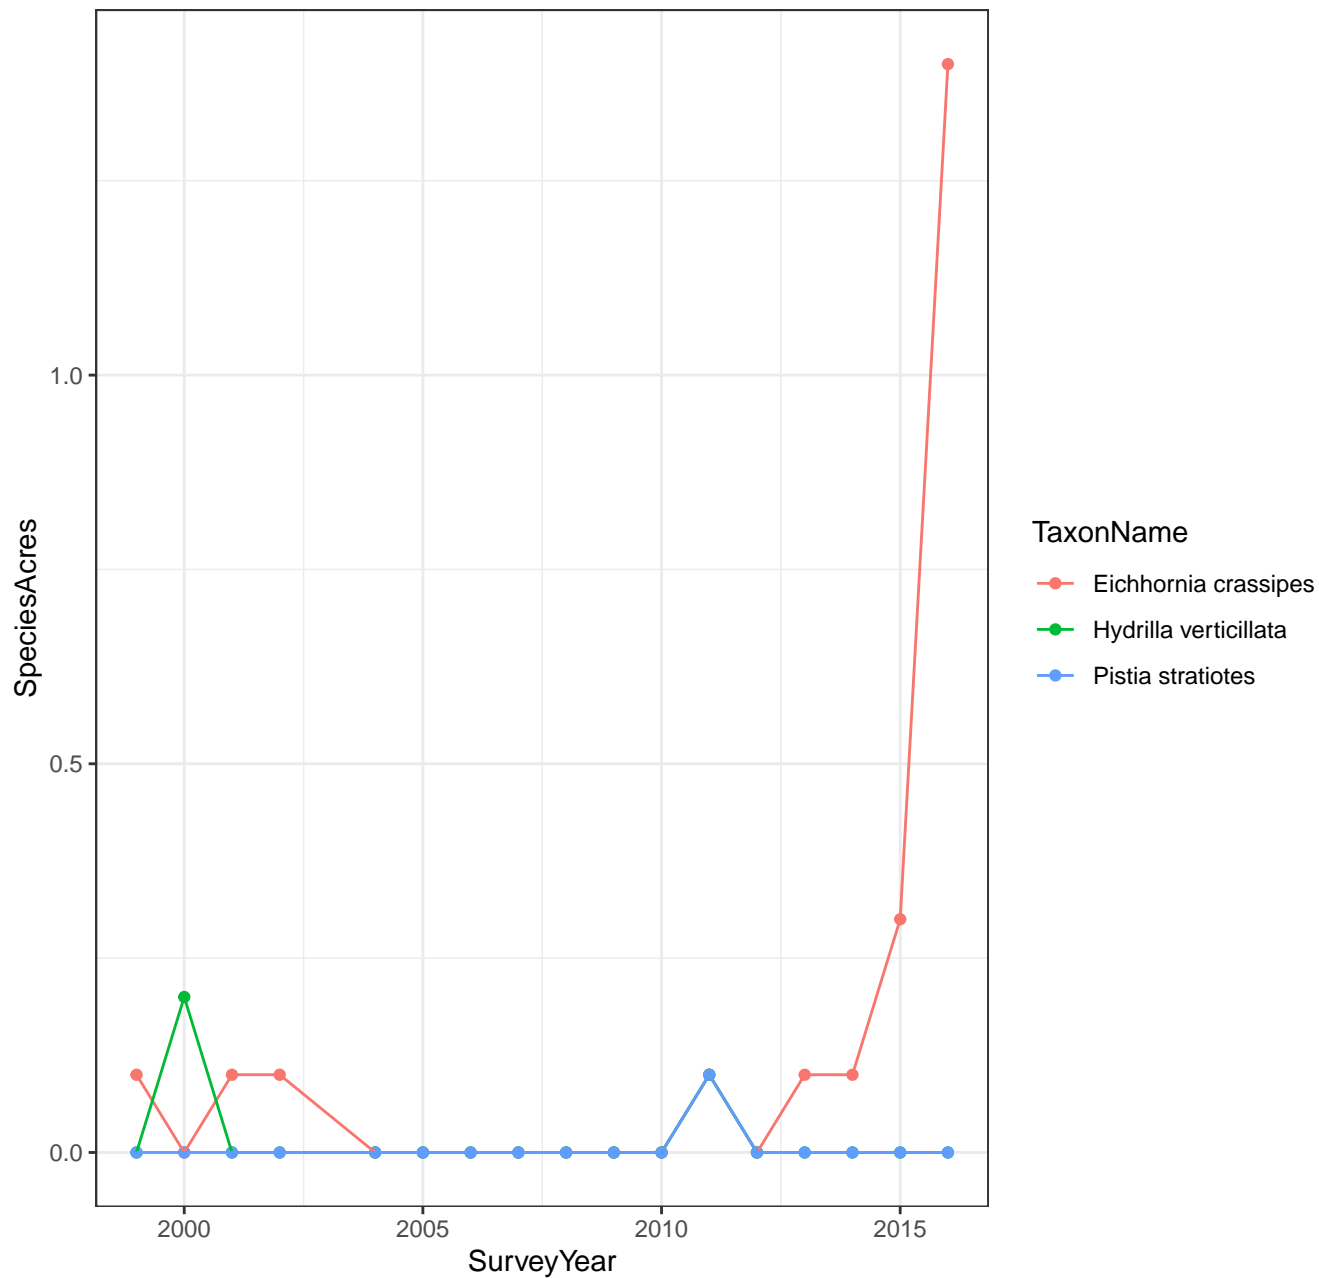 1.0
0.5
0.0
SpeciesAcres
2000 2005 2010 2015
SurveyYear
TaxonName
Eichhornia crassipes
Hydrilla verticillata
Pistia stratiotes